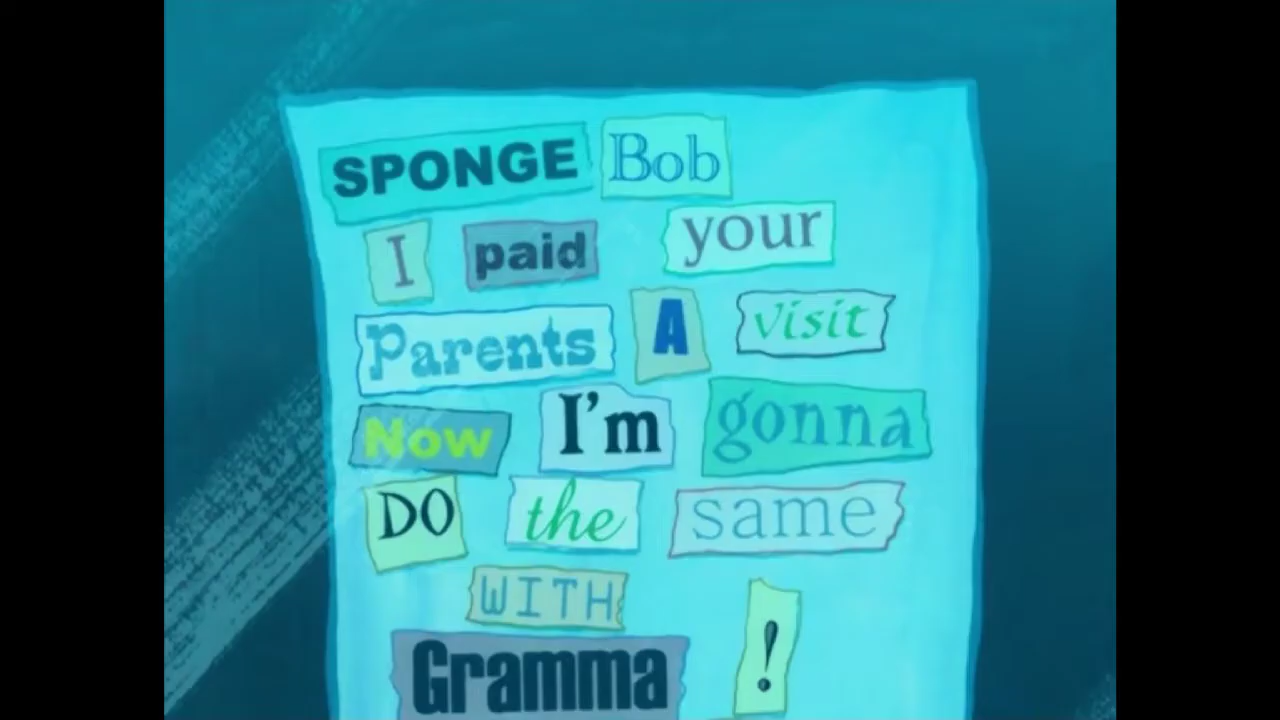 SPONGE Bob
I paid your
Parents A visit
Now I'm gonna
DO the same
WITH
Gramma !